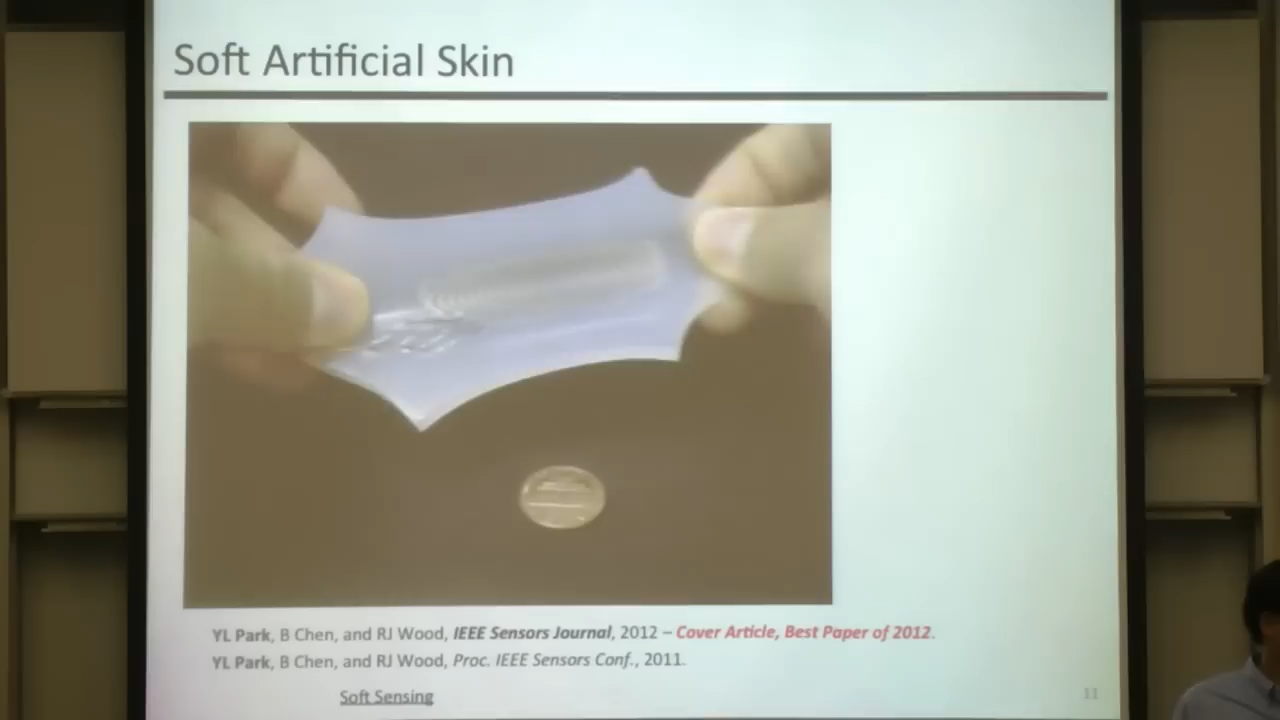 Soft Artificial Skin
YL Park, B Chen, and RJ Wood, IEEE Sensors Journal, 2012 – Cover Article, Best Paper of 2012.
YL Park, B Chen, and RJ Wood, Proc. IEEE Sensors Conf., 2011.
Soft Sensing
11